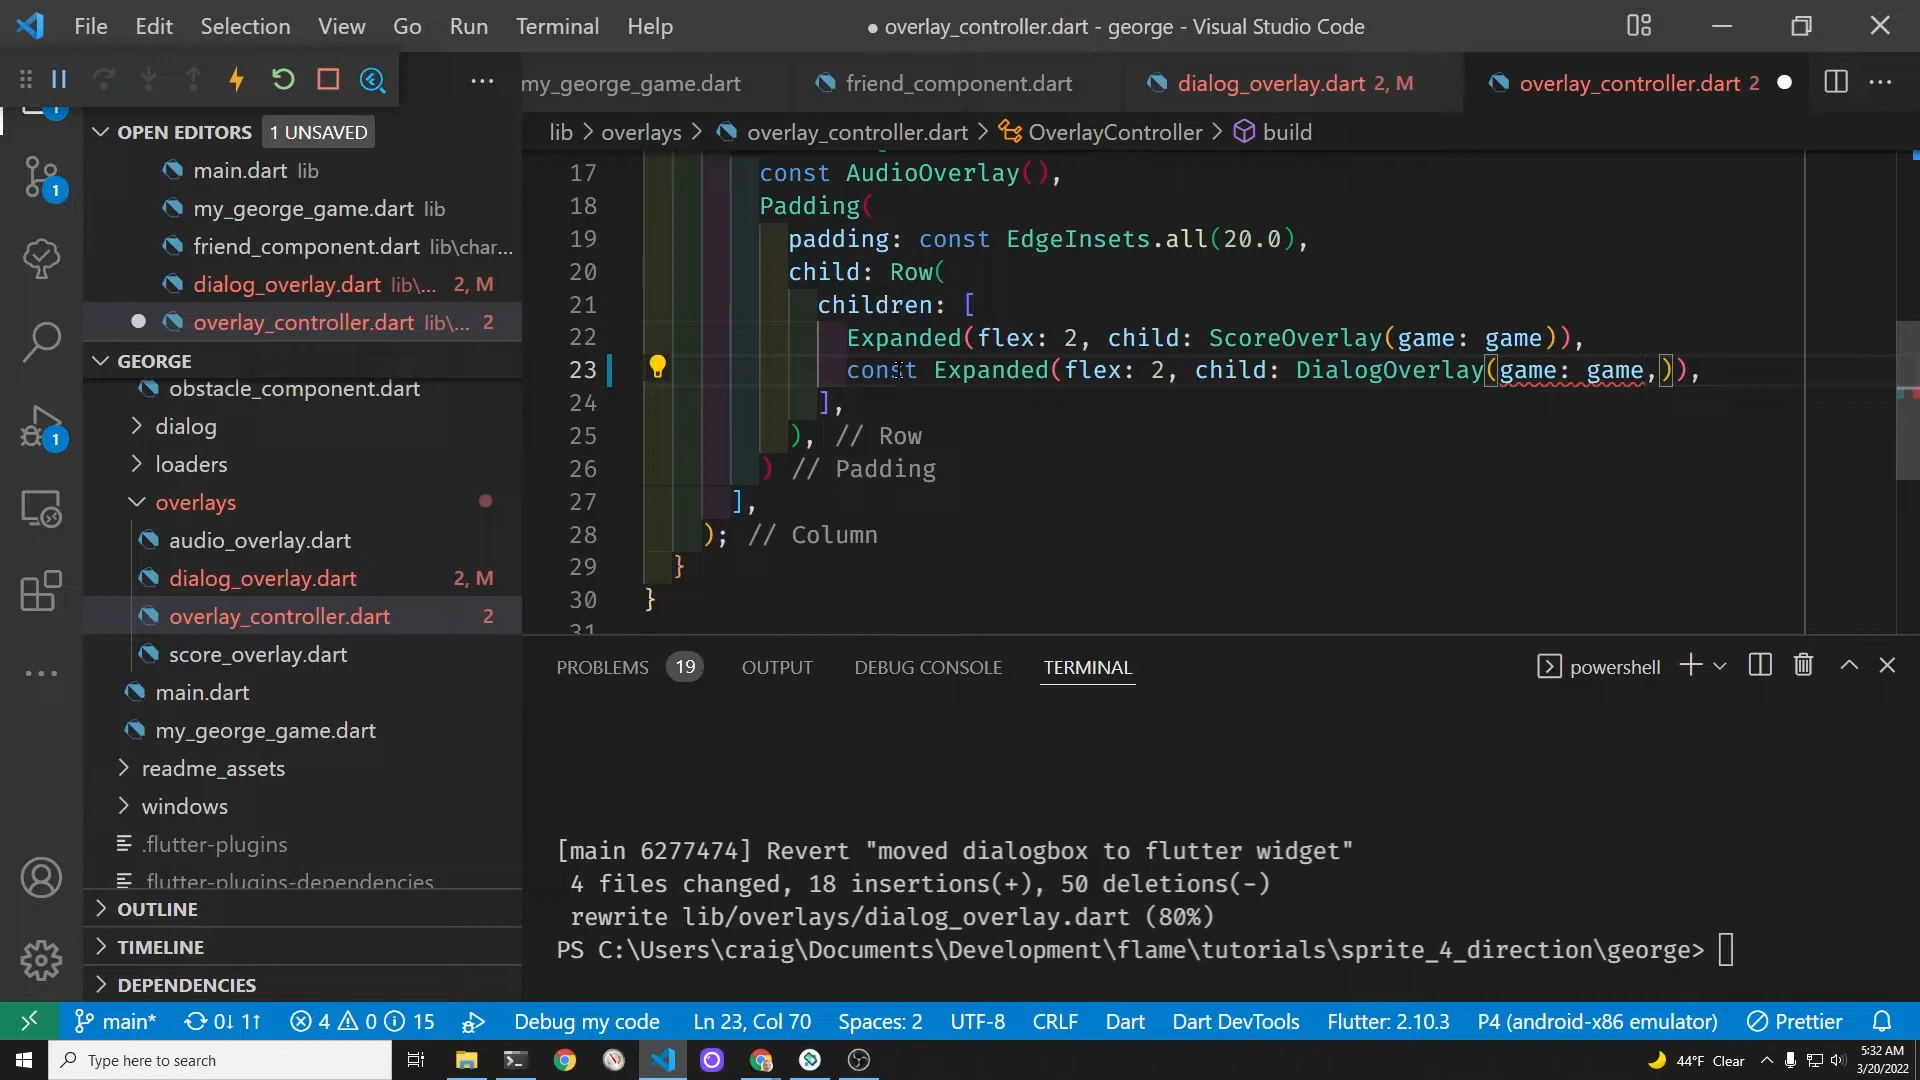 File Edit Selection View Go Run Terminal Help
● overlay_controller.dart - george - Visual Studio Code
my_george_game.dart
friend_component.dart
dialog_overlay.dart 2, M
overlay_controller.dart 2
OPEN EDITORS 1 UNSAVED
main.dart lib
my_george_game.dart lib
friend_component.dart lib\char...
dialog_overlay.dart lib\... 2, M
overlay_controller.dart lib\... 2
GEORGE
obstacle_component.dart
dialog
loaders
overlays
audio_overlay.dart
dialog_overlay.dart 2, M
overlay_controller.dart 2
score_overlay.dart
main.dart
my_george_game.dart
readme_assets
windows
.flutter-plugins
.flutter-plugins-dependencies
OUTLINE
TIMELINE
DEPENDENCIES
1
1
lib > overlays > overlay_controller.dart > OverlayController > build
17 const AudioOverlay(),
18 Padding(
19 padding: const EdgeInsets.all(20.0),
20 child: Row(
21 children: [
22 Expanded(flex: 2, child: ScoreOverlay(game: game)),
23 const Expanded(flex: 2, child: DialogOverlay(game: game,)),
24 ],
25 ), // Row
26 ) // Padding
27 ],
28 ); // Column
29 }
30 }
31
PROBLEMS 19 OUTPUT DEBUG CONSOLE TERMINAL
powershell
[main 6277474] Revert "moved dialogbox to flutter widget"
4 files changed, 18 insertions(+), 50 deletions(-)
rewrite lib/overlays/dialog_overlay.dart (80%)
PS C:\Users\craig\Documents\Development\flame\tutorials\sprite_4_direction\george>
main* 0↓ 1↑ 4 0 15 Debug my code Ln 23, Col 70 Spaces: 2 UTF-8 CRLF Dart Dart DevTools Flutter: 2.10.3 P4 (android-x86 emulator) Prettier
Type here to search
44°F Clear
5:32 AM
3/20/2022